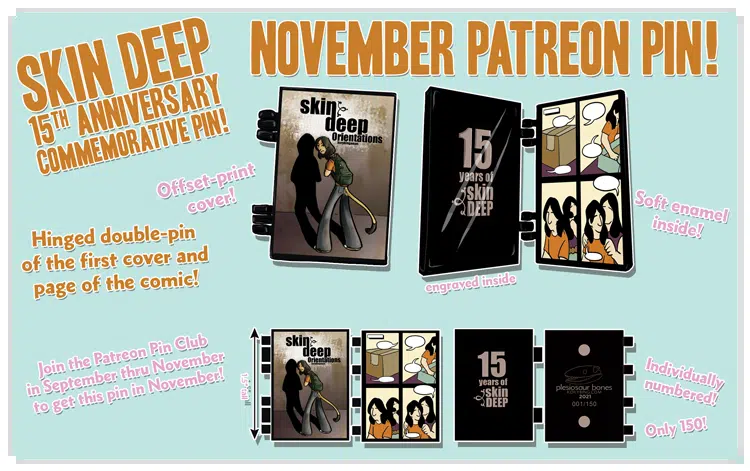 SKIN DEEP
15TH ANNIVERSARY
COMMEMORATIVE PIN!
NOVEMBER PATREON PIN!
Offset-print
cover!
skin
deep
Orientations
15
years of
skin
DEEP
engraved inside
Soft enamel
inside!
Hinged double-pin
of the first cover and
page of the comic!
Join the Patreon Pin Club
in September thru November
to get this pin in November!
skin
deep
Orientations
15
years of
skin
DEEP
plesiosaur bones
2021
001/150
Individually
numbered!
Only 150!